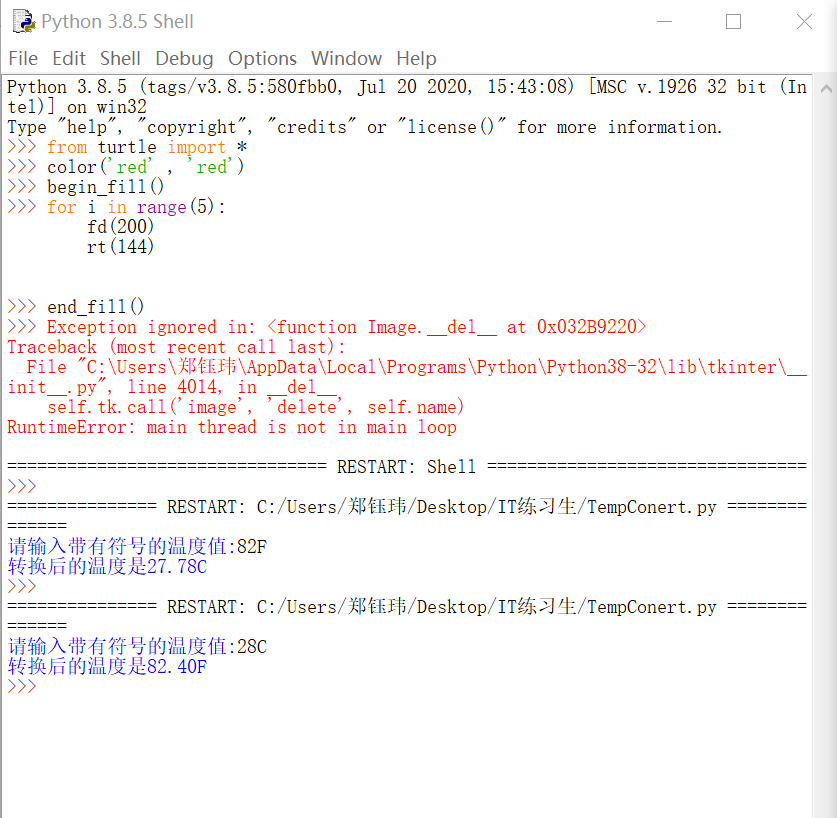 Python 3.8.5 Shell
File Edit Shell Debug Options Window Help
Python 3.8.5 (tags/v3.8.5:580fbb0, Jul 20 2020, 15:43:08) [MSC v.1926 32 bit (In
tel)] on win32
Type "help", "copyright", "credits" or "license()" for more information.
>>> from turtle import *
>>> color('red' , 'red')
>>> begin_fill()
>>> for i in range(5):
        fd(200)
        rt(144)
>>> end_fill()
>>> Exception ignored in: <function Image.__del__ at 0x032B9220>
Traceback (most recent call last):
  File "C:\Users\郑钰玮\AppData\Local\Programs\Python\Python38-32\lib\tkinter\__
init__.py", line 4014, in __del__
    self.tk.call('image', 'delete', self.name)
RuntimeError: main thread is not in main loop
================================ RESTART: Shell ================================
>>>
=============== RESTART: C:/Users/郑钰玮/Desktop/IT练习生/TempConert.py ========
======
请输入带有符号的温度值:82F
转换后的温度是27.78C
>>>
=============== RESTART: C:/Users/郑钰玮/Desktop/IT练习生/TempConert.py ========
======
请输入带有符号的温度值:28C
转换后的温度是82.40F
>>>